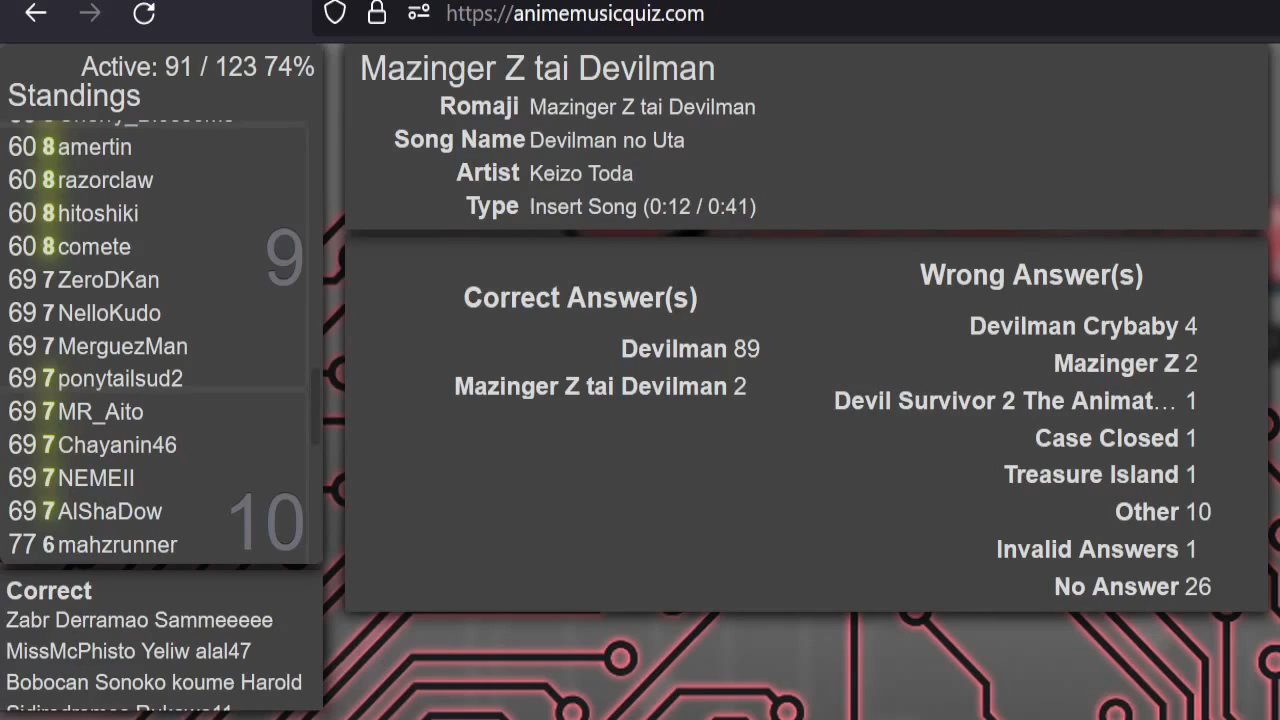 https://animemusicquiz.com
Active: 91 / 123 74%
Standings
60 8 amertin
60 8 razorclaw
60 8 hitoshiki
60 8 comete
9
69 7 ZeroDKan
69 7 NelloKudo
69 7 MerguezMan
69 7 ponytailsud2
69 7 MR_Aito
69 7 Chayanin46
69 7 NEMEII
69 7 AlShaDow
10
77 6 mahzrunner
Correct
Zabr Derramao Sammeeeee
MissMcPhisto Yeliw alal47
Bobocan Sonoko koume Harold
Mazinger Z tai Devilman
Romaji Mazinger Z tai Devilman
Song Name Devilman no Uta
Artist Keizo Toda
Type Insert Song (0:12 / 0:41)
Correct Answer(s)
Devilman 89
Mazinger Z tai Devilman 2
Wrong Answer(s)
Devilman Crybaby 4
Mazinger Z 2
Devil Survivor 2 The Animat... 1
Case Closed 1
Treasure Island 1
Other 10
Invalid Answers 1
No Answer 26